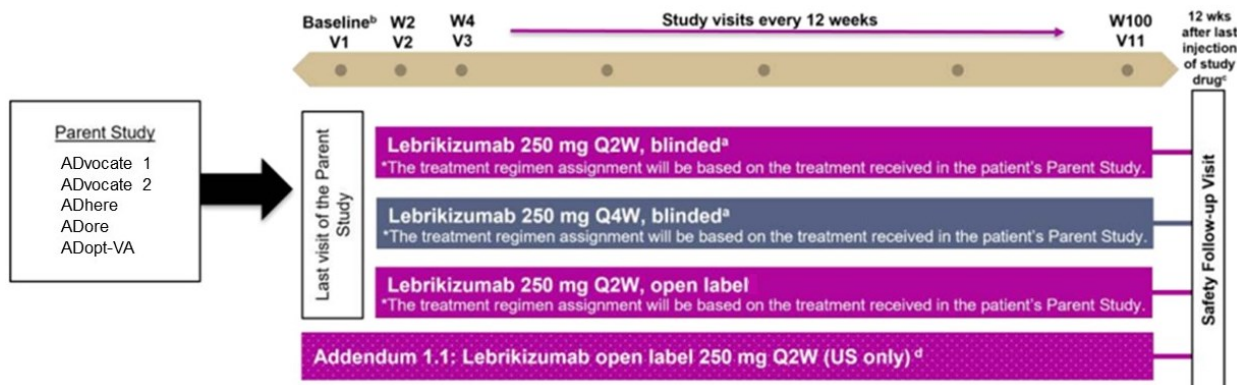 Baselineᵇ
V1
W2
V2
W4
V3
Study visits every 12 weeks
W100
V11
12 wks
after last
injection
of study
drugᶜ
Parent Study
ADvocate 1
ADvocate 2
ADhere
ADore
ADopt-VA
Last visit of the Parent
Study
Lebrikizumab 250 mg Q2W, blindedᵃ
*The treatment regimen assignment will be based on the treatment received in the patient's Parent Study.
Lebrikizumab 250 mg Q4W, blindedᵃ
*The treatment regimen assignment will be based on the treatment received in the patient's Parent Study.
Lebrikizumab 250 mg Q2W, open label
*The treatment regimen assignment will be based on the treatment received in the patient's Parent Study.
Addendum 1.1: Lebrikizumab open label 250 mg Q2W (US only) ᵈ
Safety Follow-up Visit